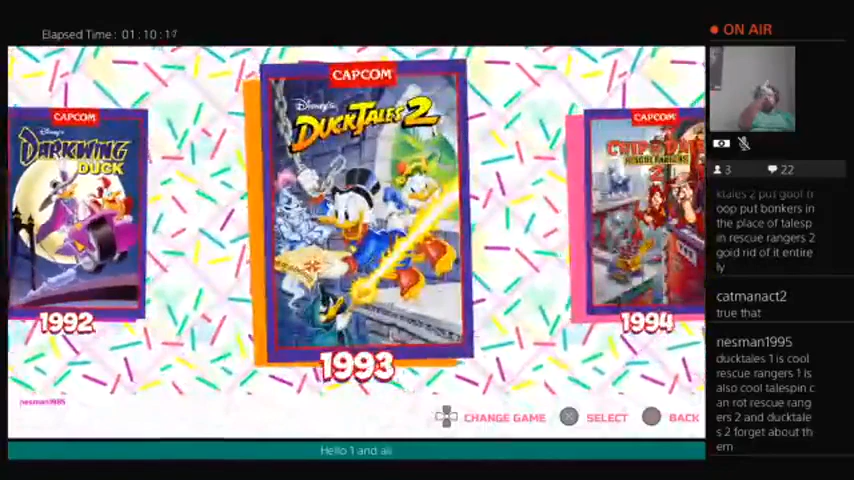 Elapsed Time: 01:10:17
ON AIR
CAPCOM
Disney's
DARKWING
DUCK
1992
CAPCOM
Disney's
DUCKTALES 2
1993
CAPCOM
CHIP
RESCUE RANGERS
2
1994
3
22
ktales 2 put goof tr
oop put bonkers in
the place of talesp
in rescue rangers 2
goid rid of it entire
ly
catmanact2
true that
nesman1995
ducktales 1 is cool
rescue rangers 1 is
also cool talespin c
an rot rescue rang
ers 2 and ducktale
s 2 forget about th
em
nesman1995
CHANGE GAME
SELECT
BACK
Hello 1 and all